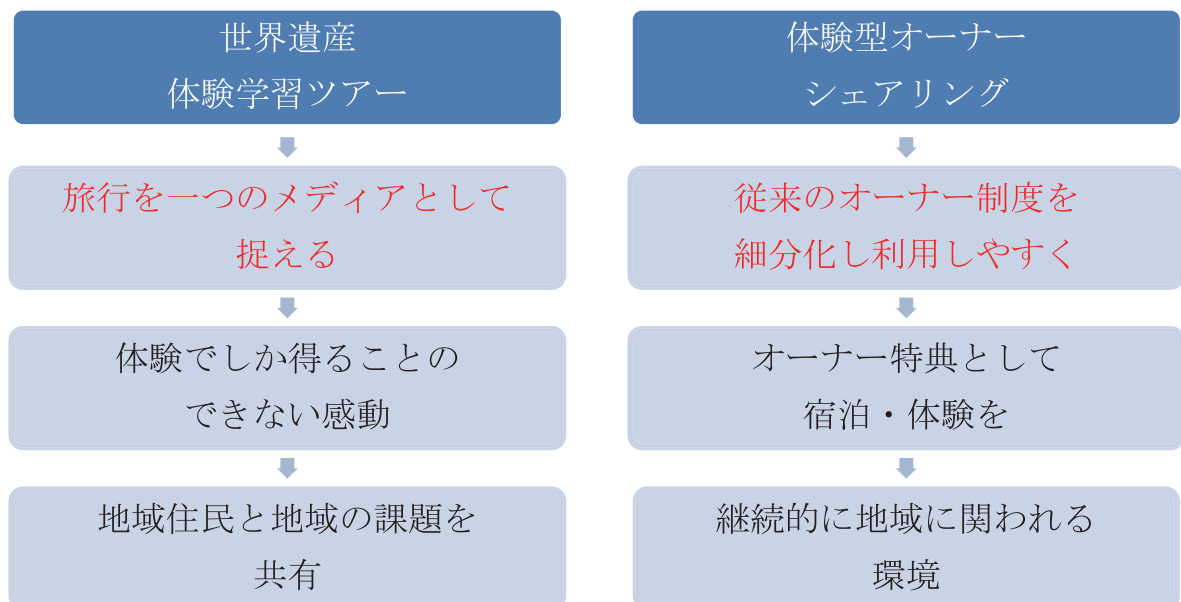 世界遺産
体験学習ツアー
旅行を一つのメディアとして
捉える
体験でしか得ることの
できない感動
地域住民と地域の課題を
共有
体験型オーナー
シェアリング
従来のオーナー制度を
細分化し利用しやすく
オーナー特典として
宿泊・体験を
継続的に地域に関われる
環境